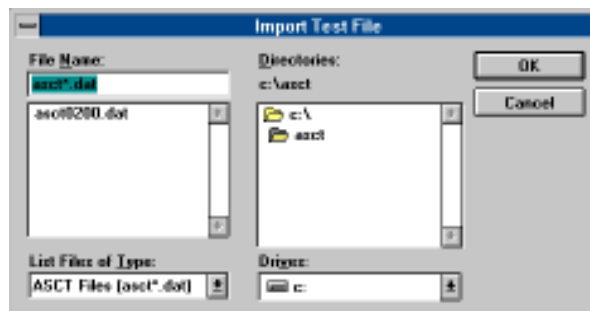 Import Test File
File Name:
asct*.dat
asct0200.dat
List Files of Type:
ASCT Files (asct*.dat)
Directories:
c:\asct
c:\
asct
Drives:
c:
OK
Cancel